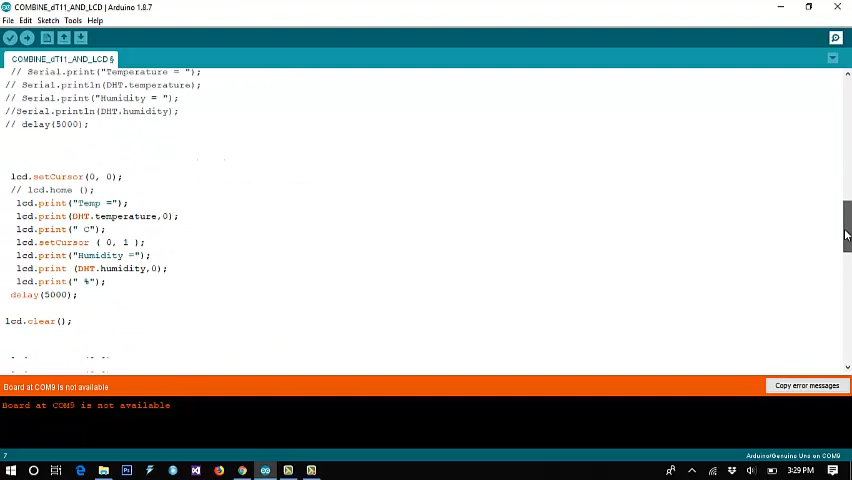 COMBINE_dT11_AND_LCD | Arduino 1.8.7
File Edit Sketch Tools Help
COMBINE_dT11_AND_LCD §
// Serial.print("Temperature = ");
// Serial.println(DHT.temperature);
// Serial.print("Humidity = ");
//Serial.println(DHT.humidity);
// delay(5000);
lcd.setCursor(0, 0);
// lcd.home ();
lcd.print("Temp =");
lcd.print(DHT.temperature,0);
lcd.print(" C");
lcd.setCursor ( 0, 1 );
lcd.print("Humidity =");
lcd.print (DHT.humidity,0);
lcd.print(" %");
delay(5000);
lcd.clear();
Board at COM9 is not available
Copy error messages
Board at COM9 is not available
7
Arduino/Genuino Uno on COM9
3:29 PM